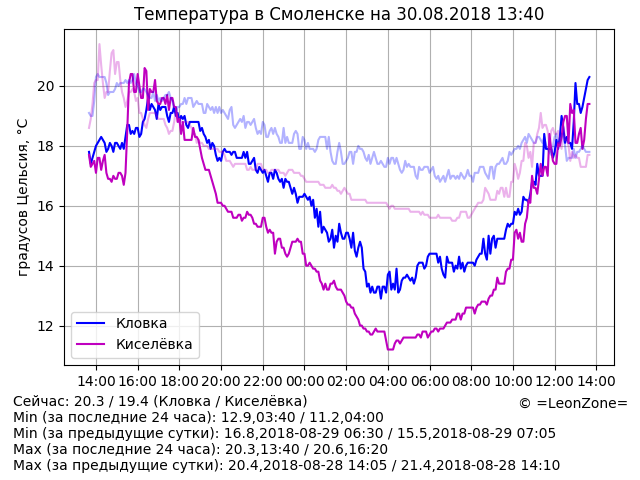 Температура в Смоленске на 30.08.2018 13:40
градусов Цельсия, °C
20
18
16
14
12
Кловка
Киселёвка
14:00 16:00 18:00 20:00 22:00 00:00 02:00 04:00 06:00 08:00 10:00 12:00 14:00
Сейчас: 20.3 / 19.4 (Кловка / Киселёвка)
© =LeonZone=
Min (за последние 24 часа): 12.9,03:40 / 11.2,04:00
Min (за предыдущие сутки): 16.8,2018-08-29 06:30 / 15.5,2018-08-29 07:05
Max (за последние 24 часа): 20.3,13:40 / 20.6,16:20
Max (за предыдущие сутки): 20.4,2018-08-28 14:05 / 21.4,2018-08-28 14:10